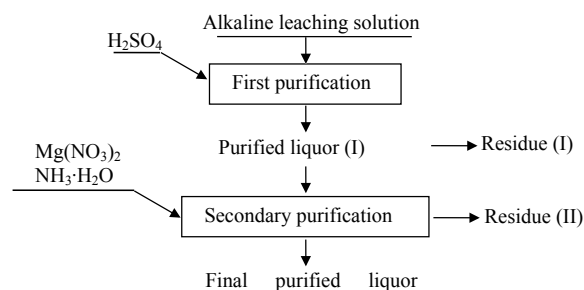 Alkaline leaching solution
H₂SO₄
First purification
Purified liquor (I)
Residue (I)
Mg(NO₃)₂
NH₃·H₂O
Secondary purification
Residue (II)
Final purified liquor